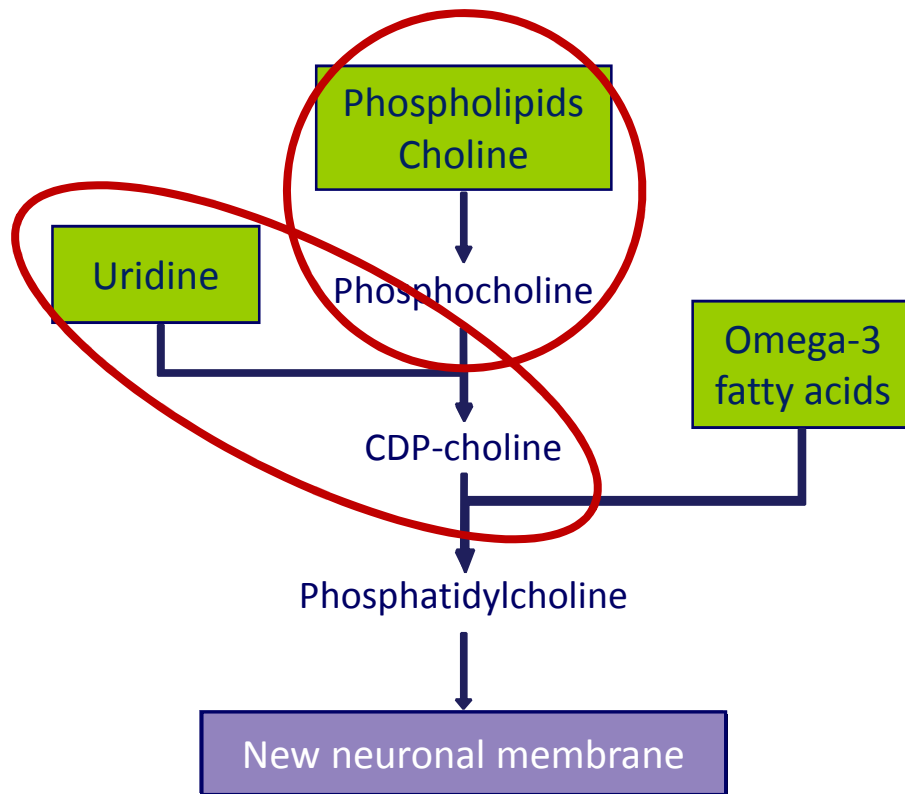 Phospholipids
Choline
Uridine
Phosphocholine
Omega-3
fatty acids
CDP-choline
Phosphatidylcholine
New neuronal membrane